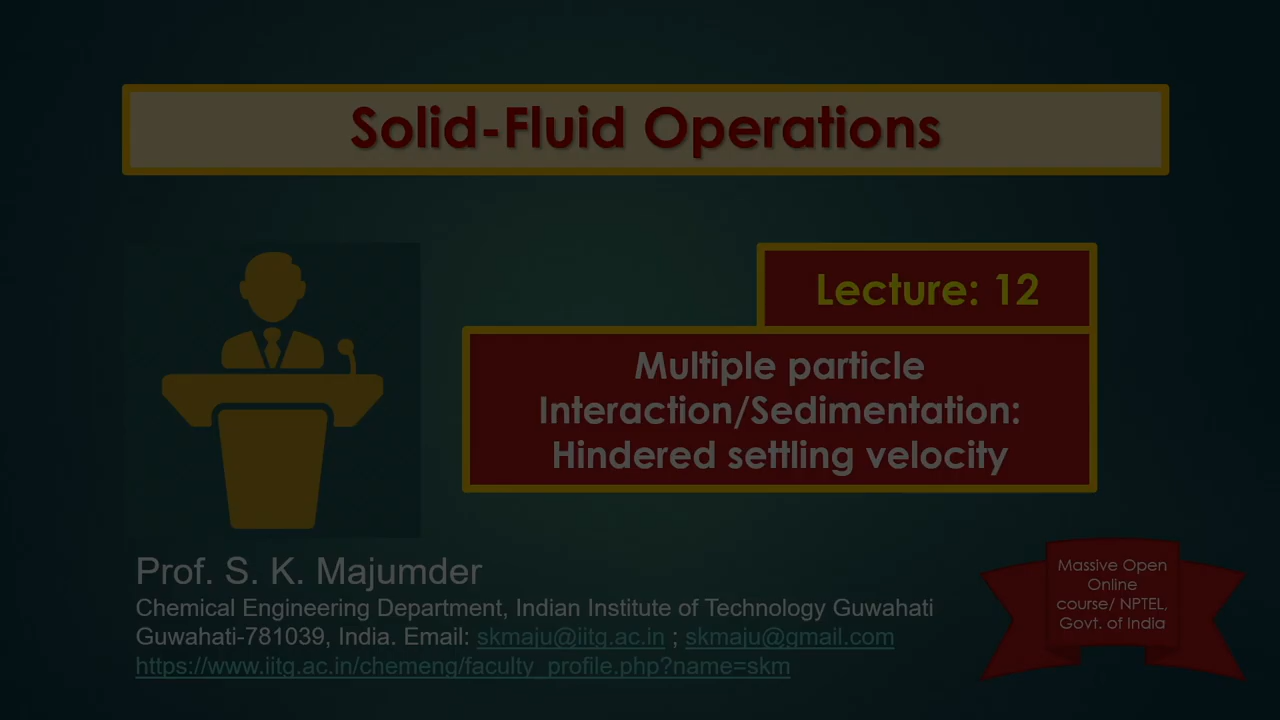 Solid-Fluid Operations
Lecture: 12
Multiple particle
Interaction/Sedimentation:
Hindered settling velocity
Prof. S. K. Majumder
Chemical Engineering Department, Indian Institute of Technology Guwahati
Guwahati-781039, India. Email: skmaju@iitg.ac.in ; skmaju@gmail.com
https://www.iitg.ac.in/chemeng/faculty_profile.php?name=skm
Massive Open
Online
course/ NPTEL,
Govt. of India